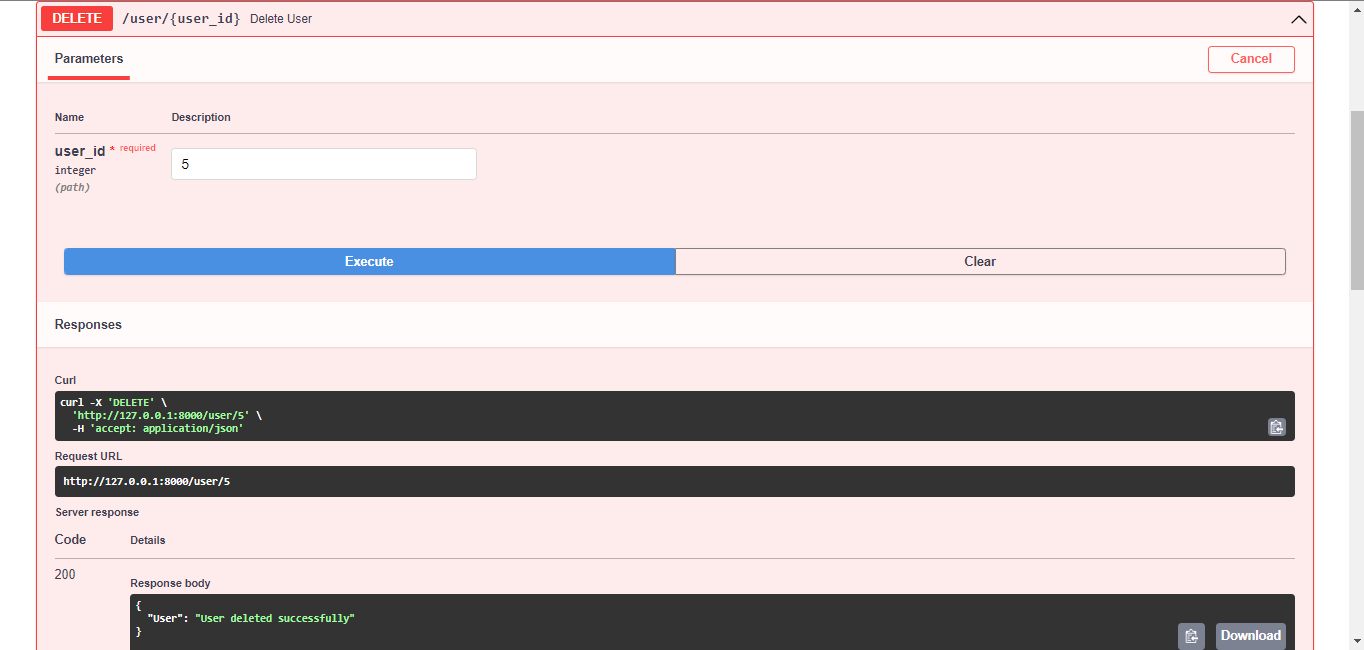 DELETE /user/{user_id} Delete User
Parameters Cancel
Name Description
user_id * required
integer
(path)
5
Execute Clear
Responses
Curl
curl -X 'DELETE' \
  'http://127.0.0.1:8000/user/5' \
  -H 'accept: application/json'
Request URL
http://127.0.0.1:8000/user/5
Server response
Code Details
200
Response body
{
  "User": "User deleted successfully"
}
Download